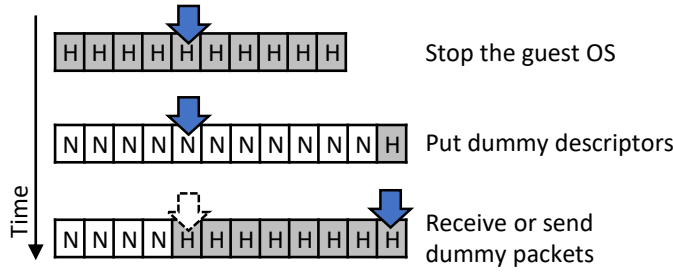 H H H H H H H H H H
Stop the guest OS
N N N N N N N N N N N H
Put dummy descriptors
N N N N H H H H H H H H
Receive or send
dummy packets
Time